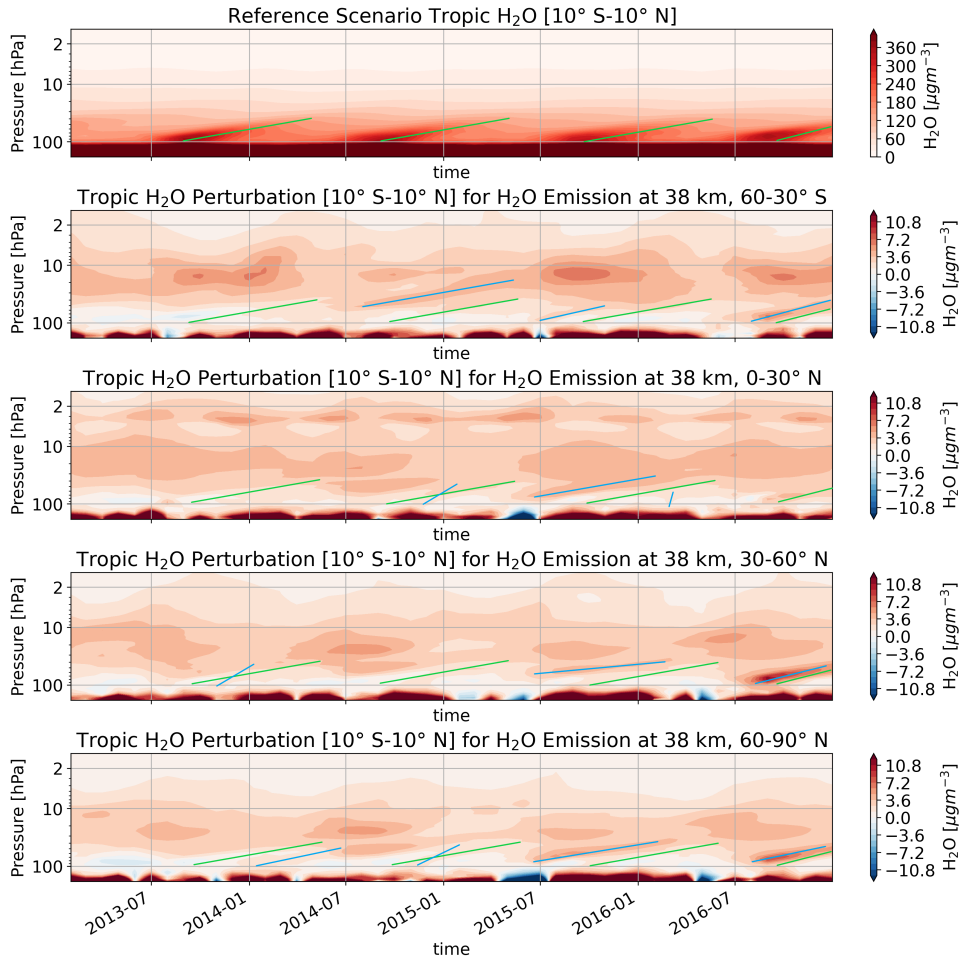 Reference Scenario Tropic H₂O [10° S-10° N]
Pressure [hPa]
2
10
100
time
360
300
240
180
120
60
0
H₂O [µgm⁻³]
Tropic H₂O Perturbation [10° S-10° N] for H₂O Emission at 38 km, 60-30° S
Pressure [hPa]
2
10
100
time
10.8
7.2
3.6
0.0
−3.6
−7.2
−10.8
H₂O [µgm⁻³]
Tropic H₂O Perturbation [10° S-10° N] for H₂O Emission at 38 km, 0-30° N
Pressure [hPa]
2
10
100
time
10.8
7.2
3.6
0.0
−3.6
−7.2
−10.8
H₂O [µgm⁻³]
Tropic H₂O Perturbation [10° S-10° N] for H₂O Emission at 38 km, 30-60° N
Pressure [hPa]
2
10
100
time
10.8
7.2
3.6
0.0
−3.6
−7.2
−10.8
H₂O [µgm⁻³]
Tropic H₂O Perturbation [10° S-10° N] for H₂O Emission at 38 km, 60-90° N
Pressure [hPa]
2
10
100
2013-07
2014-01
2014-07
2015-01
2015-07
2016-01
2016-07
time
10.8
7.2
3.6
0.0
−3.6
−7.2
−10.8
H₂O [µgm⁻³]